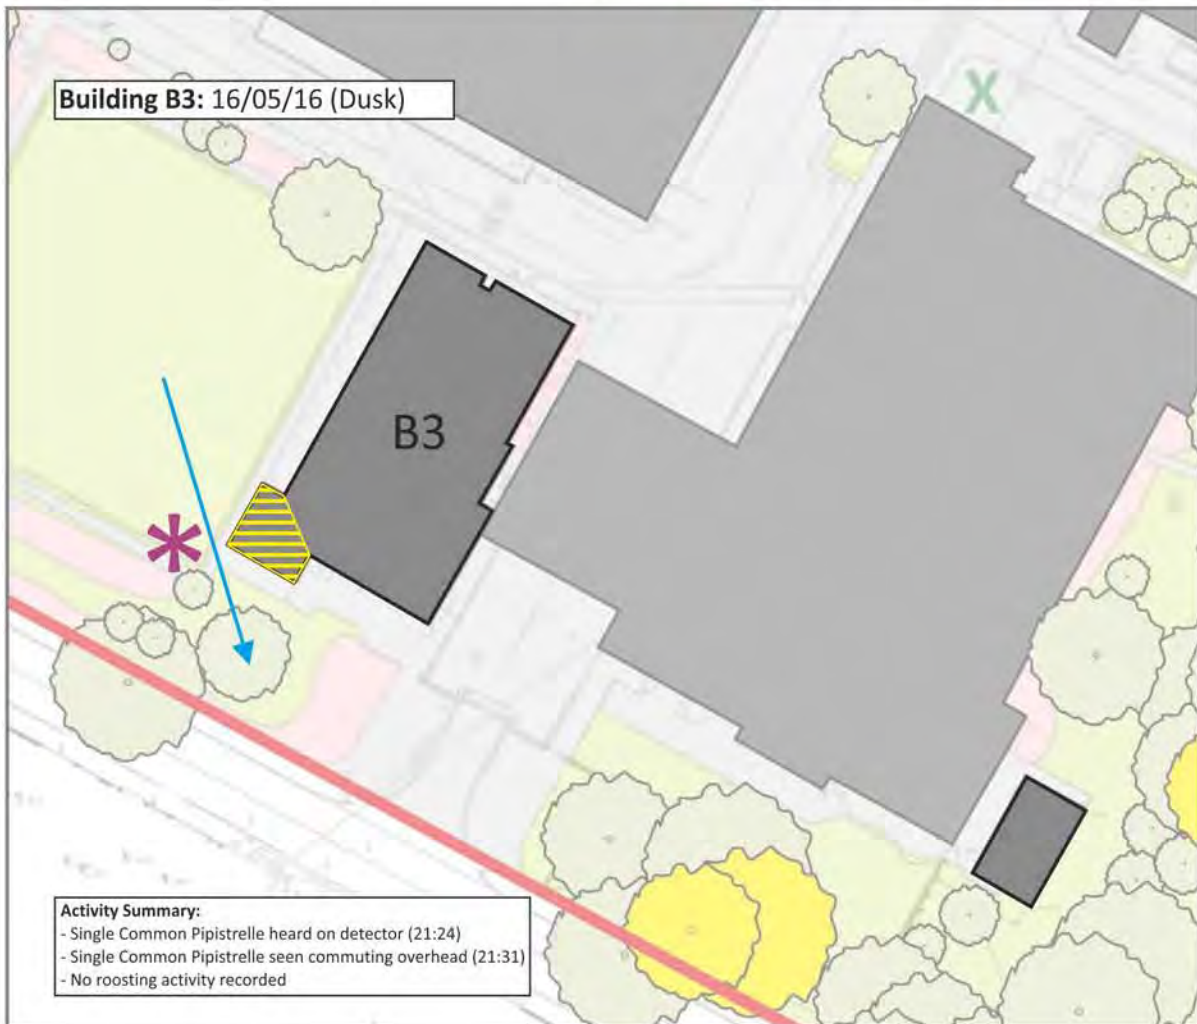 Building B3: 16/05/16 (Dusk)
X
B3
Activity Summary:
- Single Common Pipistrelle heard on detector (21:24)
- Single Common Pipistrelle seen commuting overhead (21:31)
- No roosting activity recorded